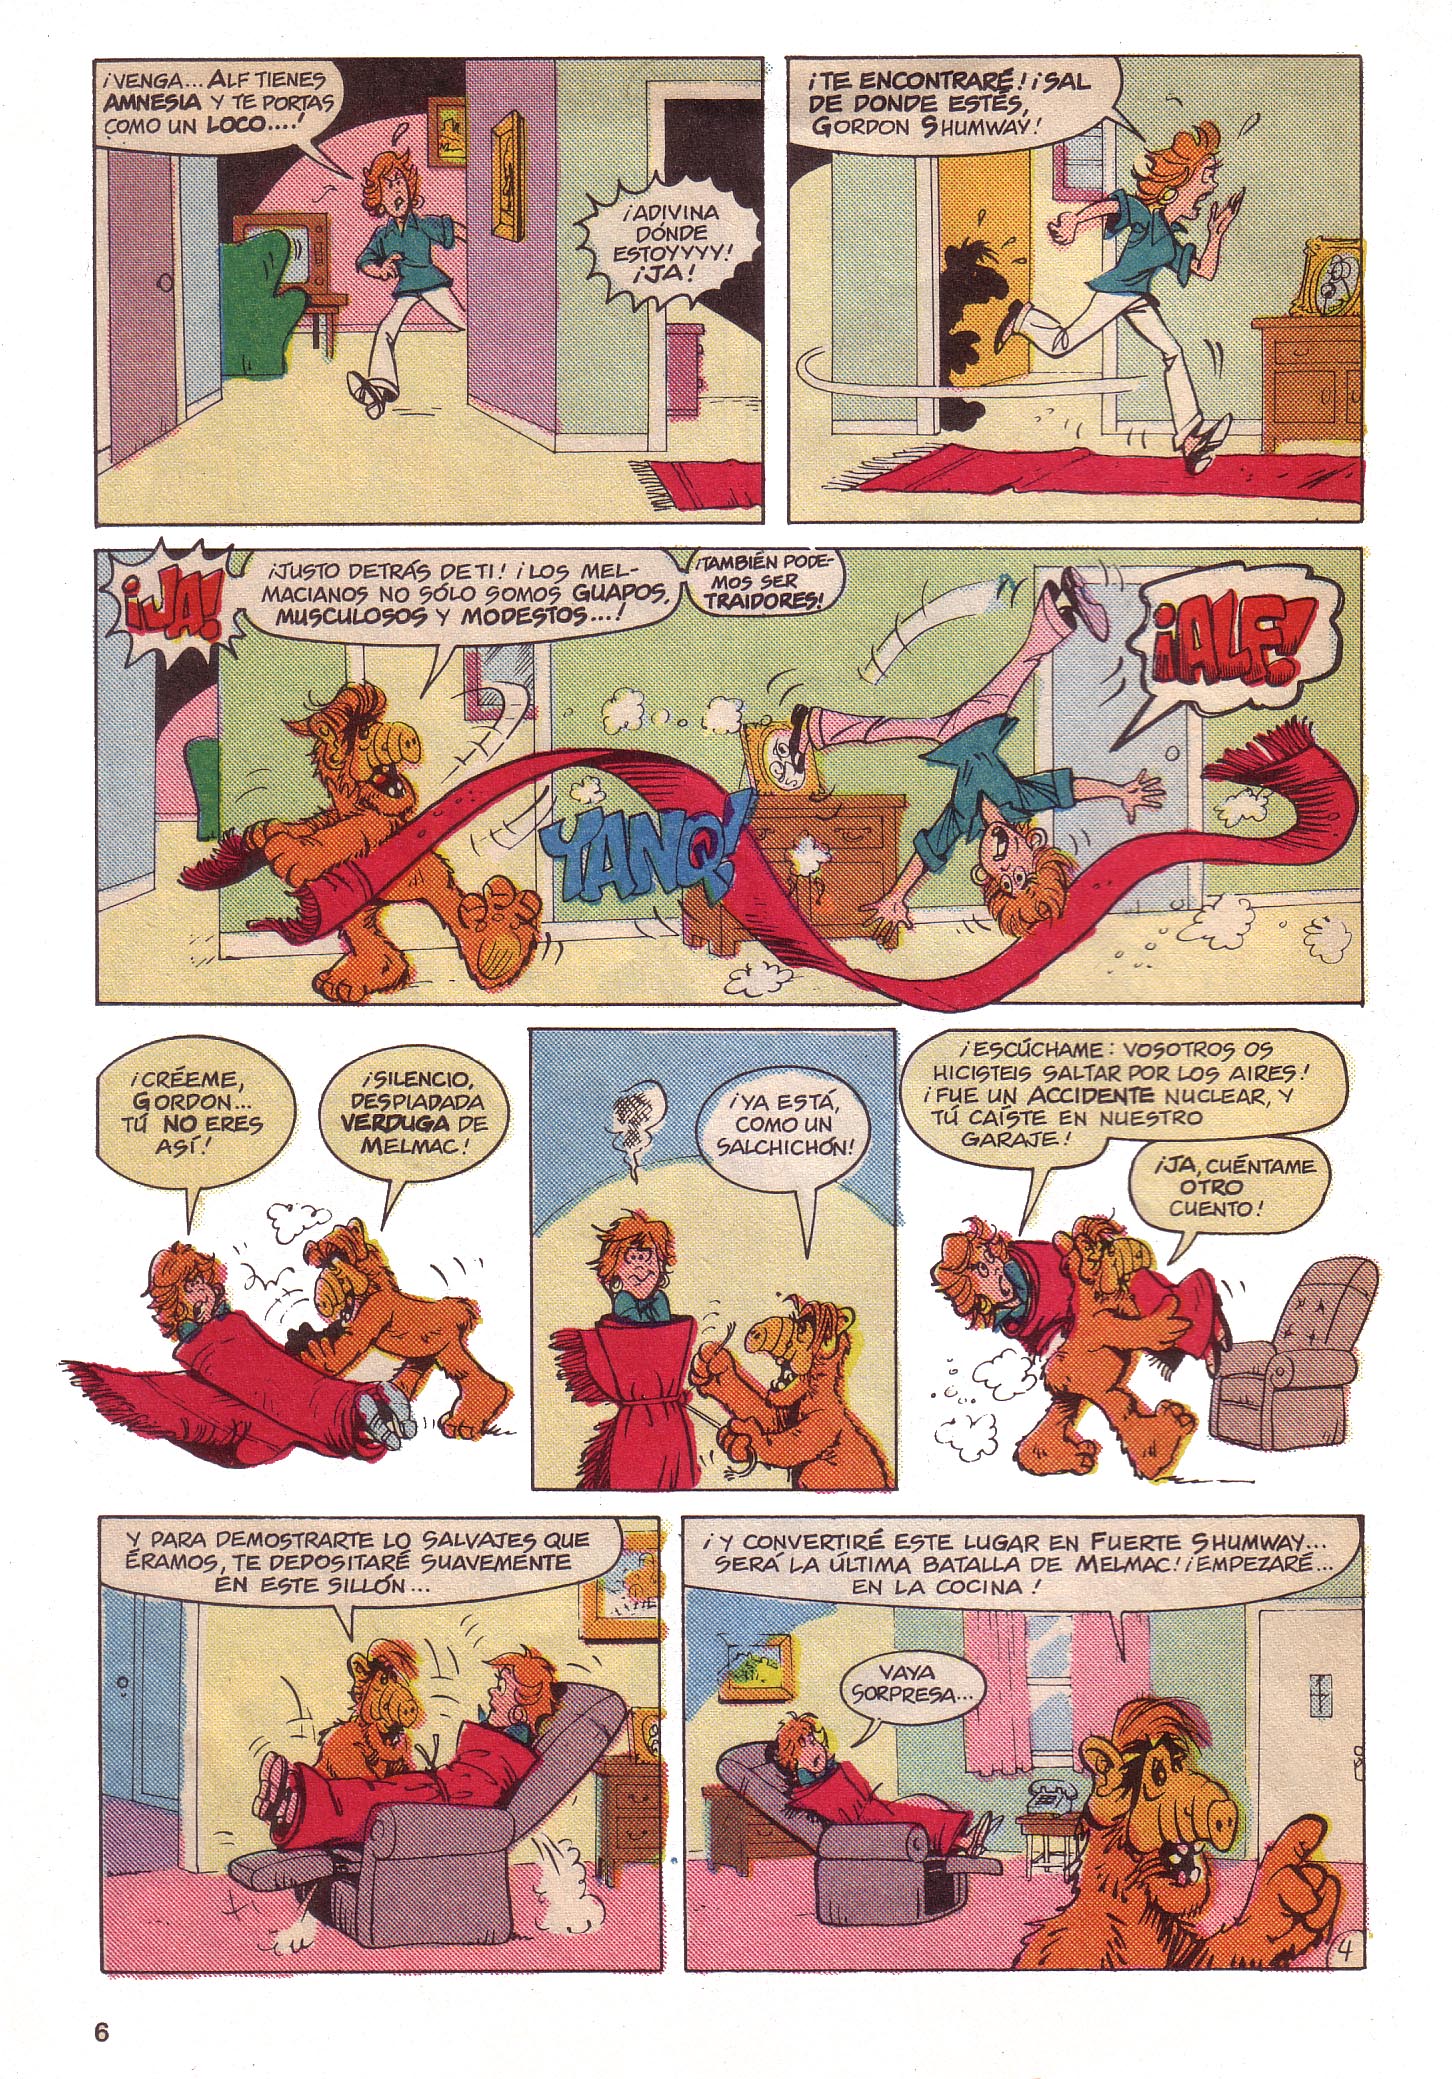 ¡VENGA... ALF TIENES
AMNESIA Y TE PORTAS
COMO UN LOCO....!
¡ADIVINA
DÓNDE
ESTOYYYY!
¡JA!
¡TE ENCONTRARÉ! ¡SAL
DE DONDE ESTÉS,
GORDON SHUMWAY!
¡JA!
¡JUSTO DETRÁS DE TI! ¡LOS MEL-
MACIANOS NO SÓLO SOMOS GUAPOS,
MUSCULOSOS Y MODESTOS...!
¡TAMBIÉN PODE-
MOS SER
TRAIDORES!
¡ALF!
YANQ!
¡CRÉEME,
GORDON...
TÚ NO ERES
ASÍ!
¡SILENCIO,
DESPIADADA
VERDUGA DE
MELMAC!
¡YA ESTÁ,
COMO UN
SALCHICHÓN!
¡ESCÚCHAME: VOSOTROS OS
HICISTEIS SALTAR POR LOS AIRES!
¡FUE UN ACCIDENTE NUCLEAR, Y
TÚ CAÍSTE EN NUESTRO
GARAJE!
¡JA, CUÉNTAME
OTRO
CUENTO!
Y PARA DEMOSTRARTE LO SALVAJES QUE
ÉRAMOS, TE DEPOSITARÉ SUAVEMENTE
EN ESTE SILLÓN...
¡Y CONVERTIRÉ ESTE LUGAR EN FUERTE SHUMWAY...
SERÁ LA ÚLTIMA BATALLA DE MELMAC! ¡EMPEZARÉ...
EN LA COCINA!
VAYA
SORPRESA...
4
6